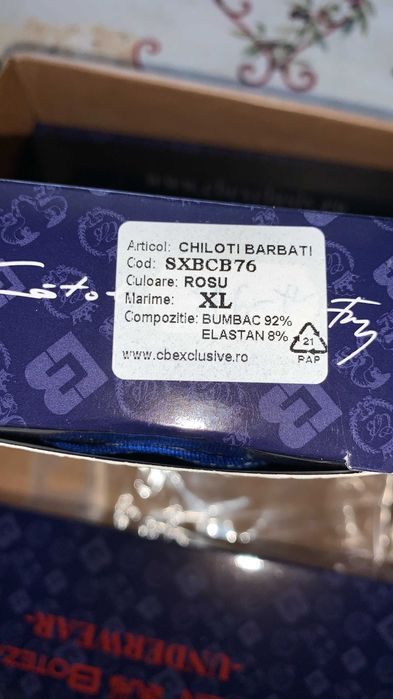 Articol: CHILOTI BARBATI
Cod: SXBCB76
Culoare: ROSU
Marime: XL
Compozitie: BUMBAC 92%
ELASTAN 8%
21
PAP
www.cbexclusive.ro
-UNDERWEAR-